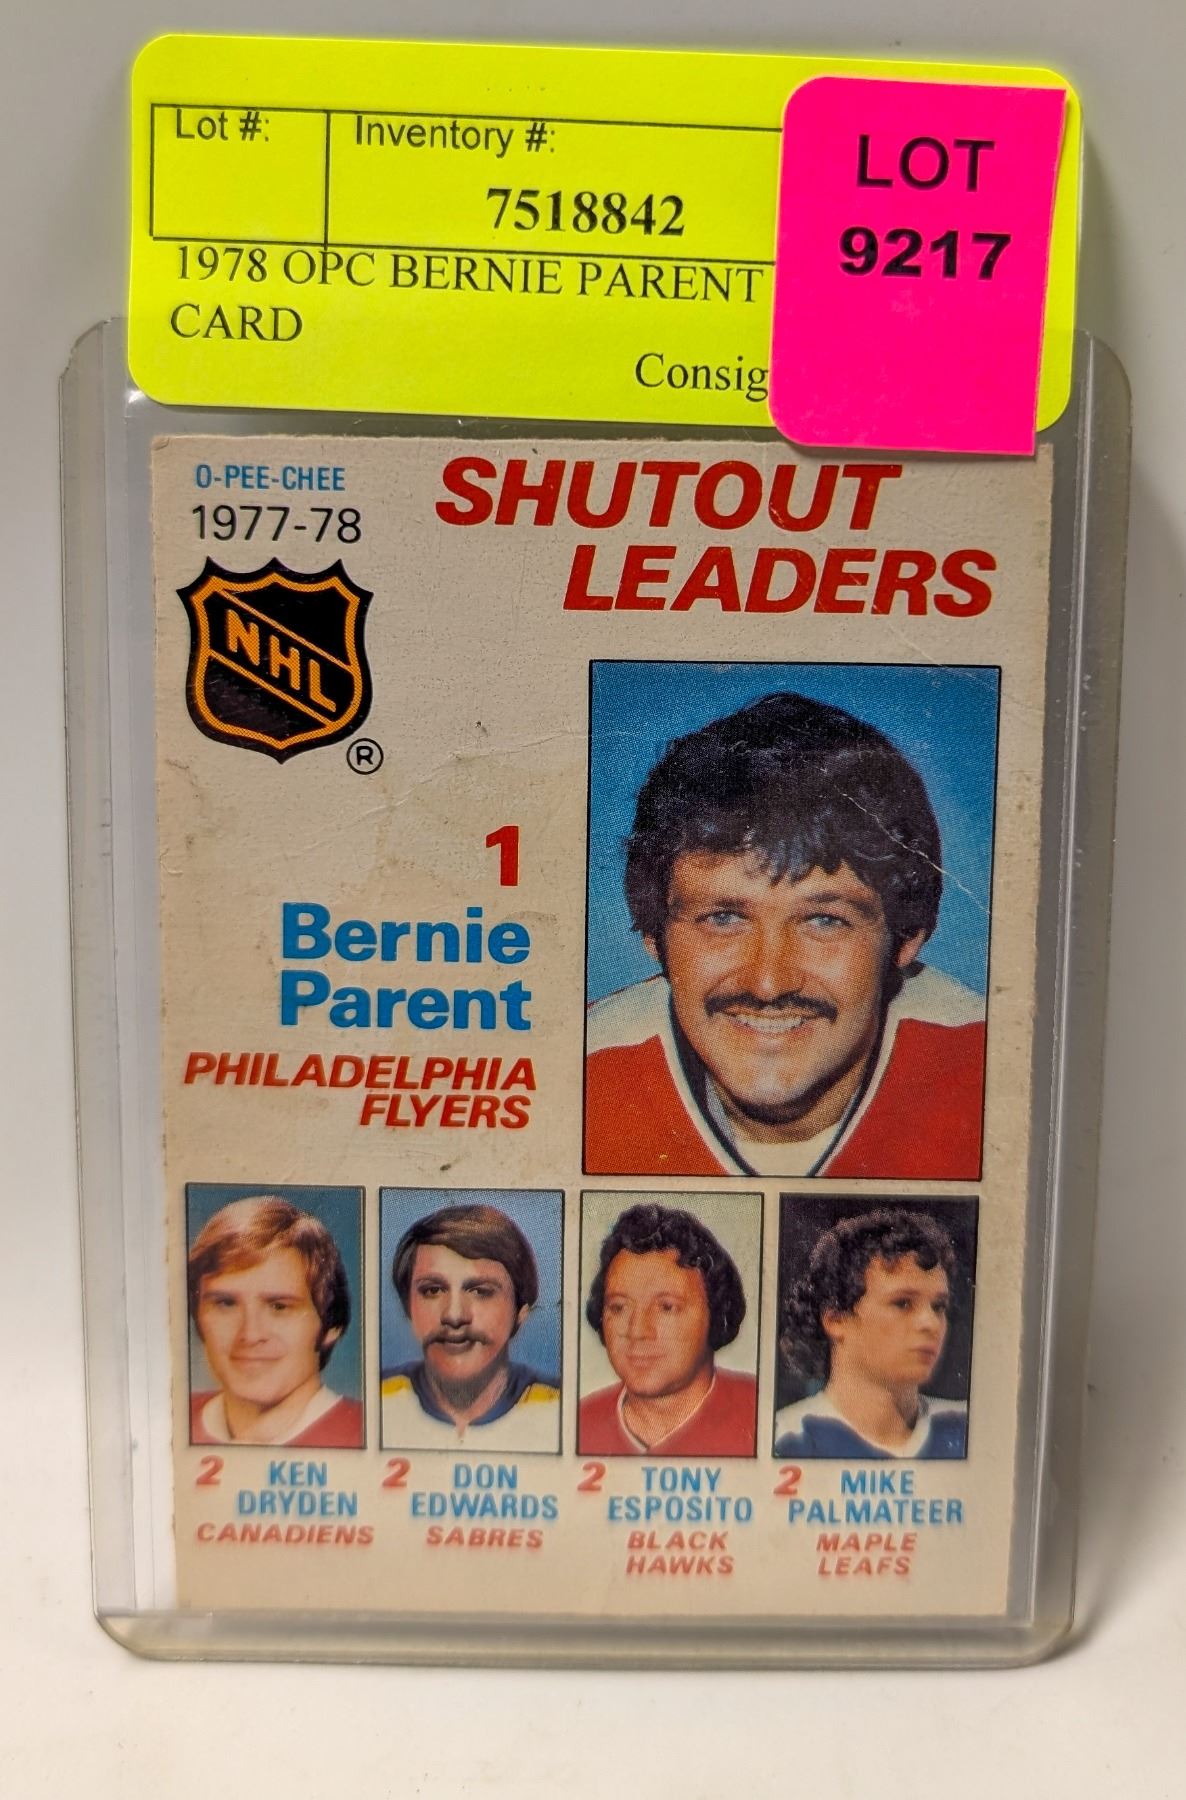 Lot #:
Inventory #:
7518842
1978 OPC BERNIE PARENT
CARD
LOT
9217
O-PEE-CHEE
1977-78
SHUTOUT
LEADERS
NHL
®
1
Bernie
Parent
PHILADELPHIA
FLYERS
2 KEN
DRYDEN
CANADIENS
2 DON
EDWARDS
SABRES
2 TONY
ESPOSITO
BLACK
HAWKS
2 MIKE
PALMATEER
MAPLE
LEAFS